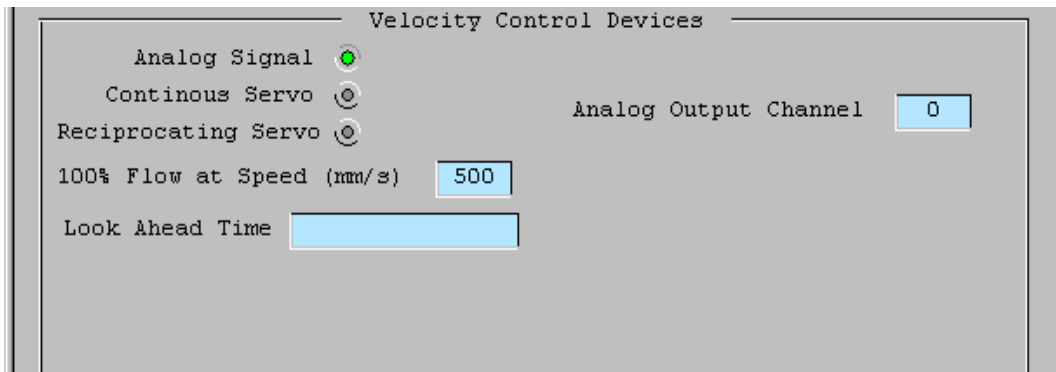 Velocity Control Devices
Analog Signal
Continous Servo
Reciprocating Servo
Analog Output Channel 0
100% Flow at Speed (mm/s) 500
Look Ahead Time